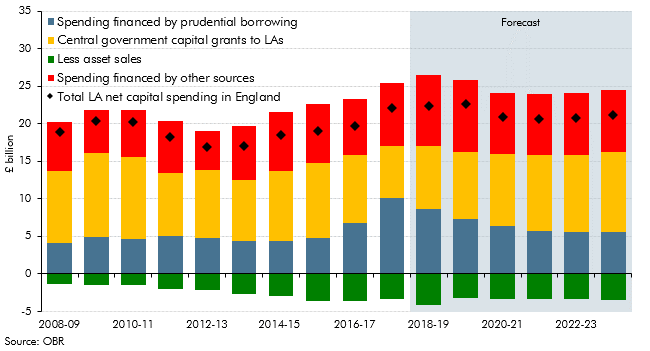 Forecast
Spending financed by prudential borrowing
Central government capital grants to LAs
Less asset sales
Spending financed by other sources
Total LA net capital spending in England
£ billion
30
25
20
15
10
5
0
-5
2008-09 2010-11 2012-13 2014-15 2016-17 2018-19 2020-21 2022-23
Source: OBR